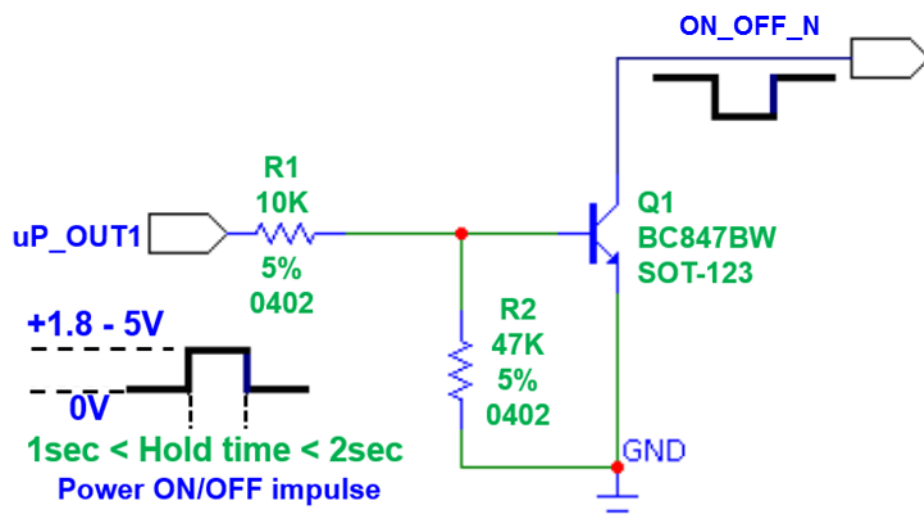 ON_OFF_N
R1
10K
uP_OUT1
5%
0402
Q1
BC847BW
SOT-123
R2
47K
5%
0402
+1.8 - 5V
0V
GND
1sec < Hold time < 2sec
Power ON/OFF impulse